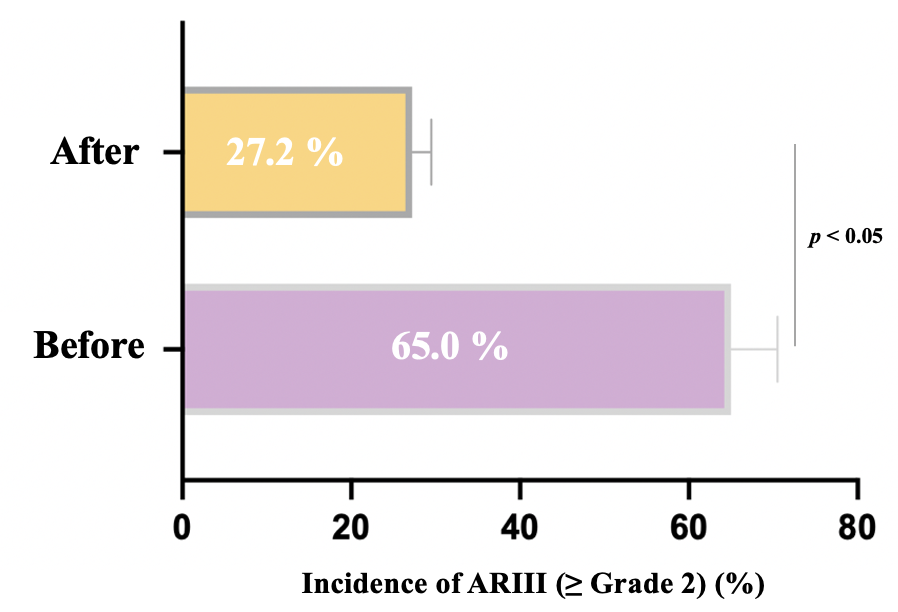 After
27.2 %
p < 0.05
Before
65.0 %
0 20 40 60 80
Incidence of ARIII (≥ Grade 2) (%)